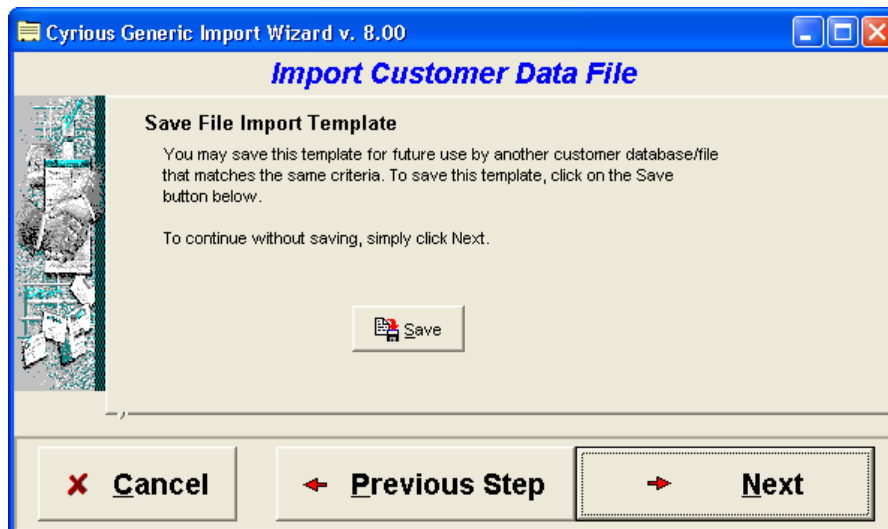 Cyrious Generic Import Wizard v. 8.00
Import Customer Data File
Save File Import Template
You may save this template for future use by another customer database/file
that matches the same criteria. To save this template, click on the Save
button below.
To continue without saving, simply click Next.
Save
Cancel
Previous Step
Next